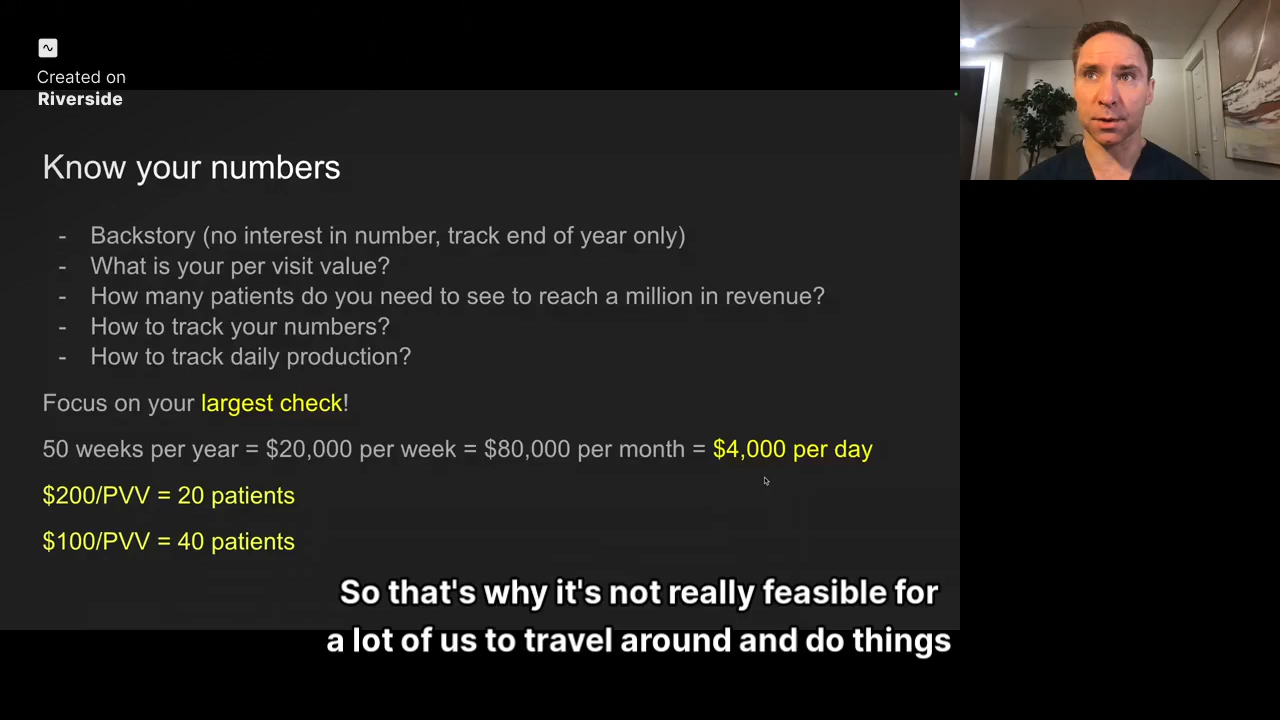 Created on
Riverside
Know your numbers
- Backstory (no interest in number, track end of year only)
- What is your per visit value?
- How many patients do you need to see to reach a million in revenue?
- How to track your numbers?
- How to track daily production?
Focus on your largest check!
50 weeks per year = $20,000 per week = $80,000 per month = $4,000 per day
$200/PVV = 20 patients
$100/PVV = 40 patients
So that's why it's not really feasible for
a lot of us to travel around and do things